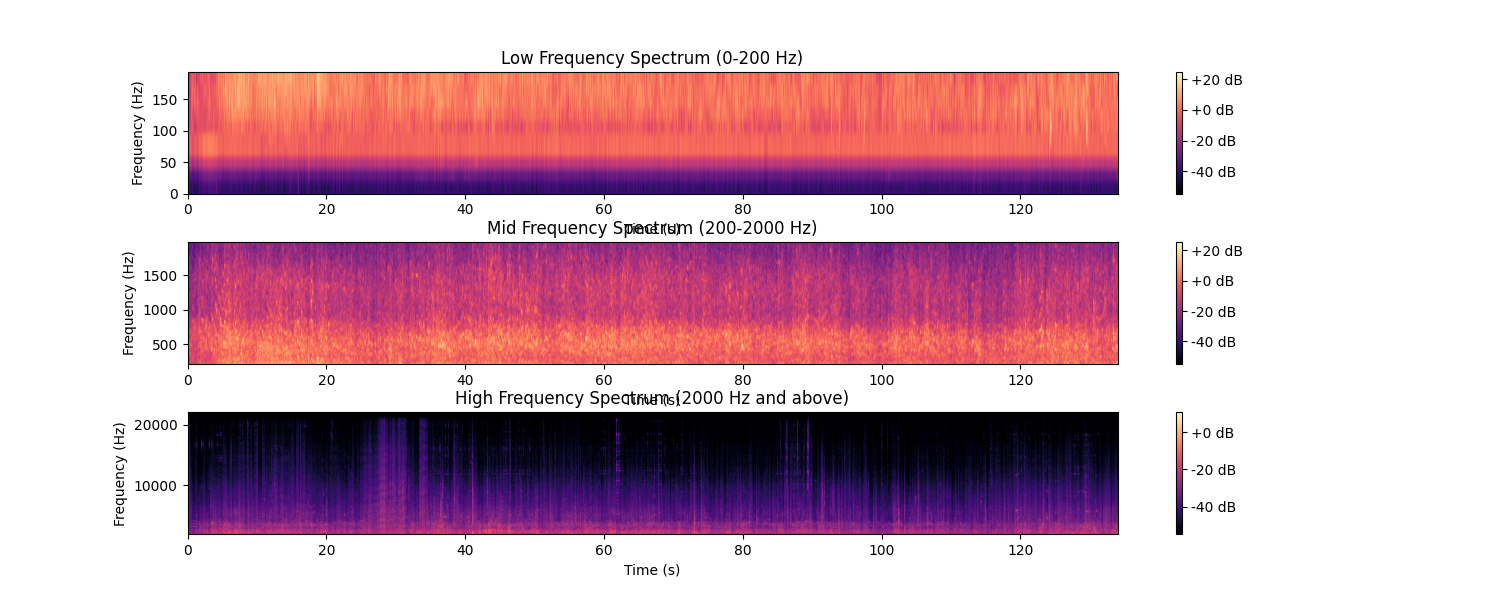 Low Frequency Spectrum (0-200 Hz)
Frequency (Hz)
150
100
50
0
0 20 40 60 80 100 120
Time (s)
+20 dB
+0 dB
-20 dB
-40 dB
Mid Frequency Spectrum (200-2000 Hz)
Frequency (Hz)
1500
1000
500
0 20 40 60 80 100 120
Time (s)
+20 dB
+0 dB
-20 dB
-40 dB
High Frequency Spectrum (2000 Hz and above)
Frequency (Hz)
20000
10000
0 20 40 60 80 100 120
Time (s)
+0 dB
-20 dB
-40 dB